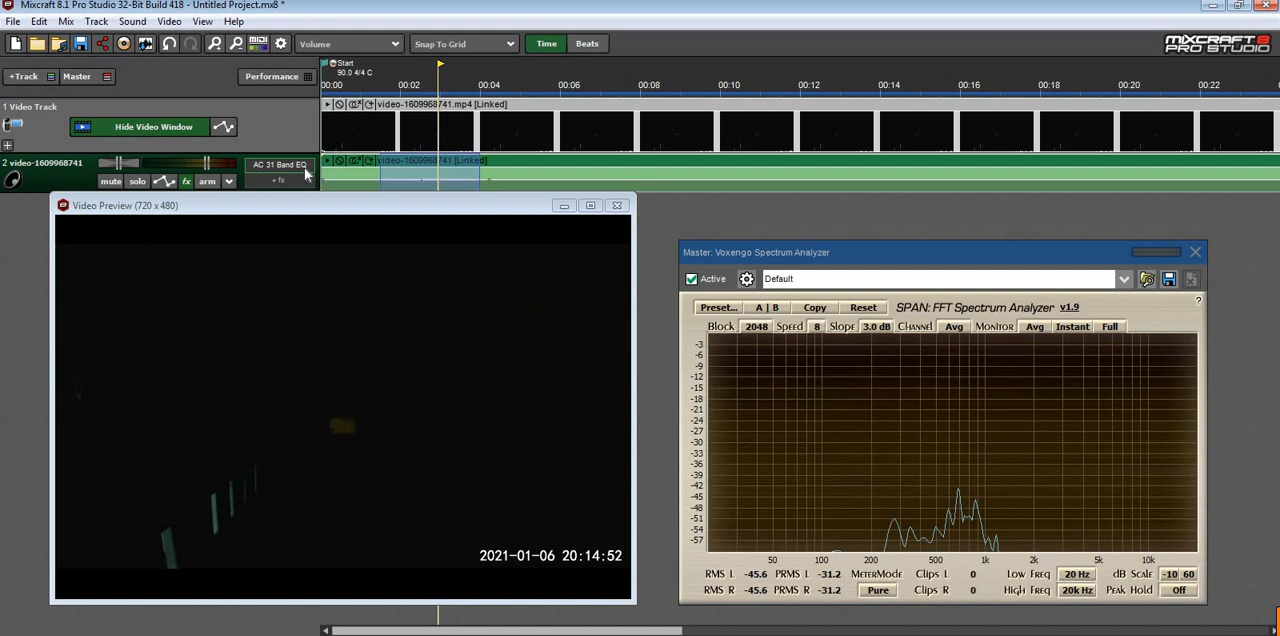 Mixcraft 8.1 Pro Studio 32-Bit Build 418 - Untitled Project.mx8 *
File Edit Mix Track Sound Video View Help
Volume Snap To Grid Time Beats MIXCRAFT 8 PRO STUDIO
+Track Master Performance
Start
90.0 4/4 C
00:00 00:02 00:04 00:06 00:08 00:10 00:12 00:14 00:16 00:18 00:20 00:22
1 Video Track
video-1609968741.mp4 [Linked]
Hide Video Window
2 video-1609968741
AC 31 Band EQ
video-1609968741 [Linked]
mute solo fx arm + fx
Video Preview (720 x 480)
2021-01-06 20:14:52
Master: Voxengo Spectrum Analyzer
Active Default
Preset... A | B Copy Reset SPAN: FFT Spectrum Analyzer v1.9 ?
Block 2048 Speed 8 Slope 3.0 dB Channel Avg Monitor Avg Instant Full
-3
-6
-9
-12
-15
-18
-21
-24
-27
-30
-33
-36
-39
-42
-45
-48
-51
-54
-57
50 100 200 500 1k 2k 5k 10k
RMS L -45.6 PRMS L -31.2 MeterMode Clips L 0 Low Freq 20 Hz dB Scale -10 60
RMS R -45.6 PRMS R -31.2 Pure Clips R 0 High Freq 20k Hz Peak Hold Off